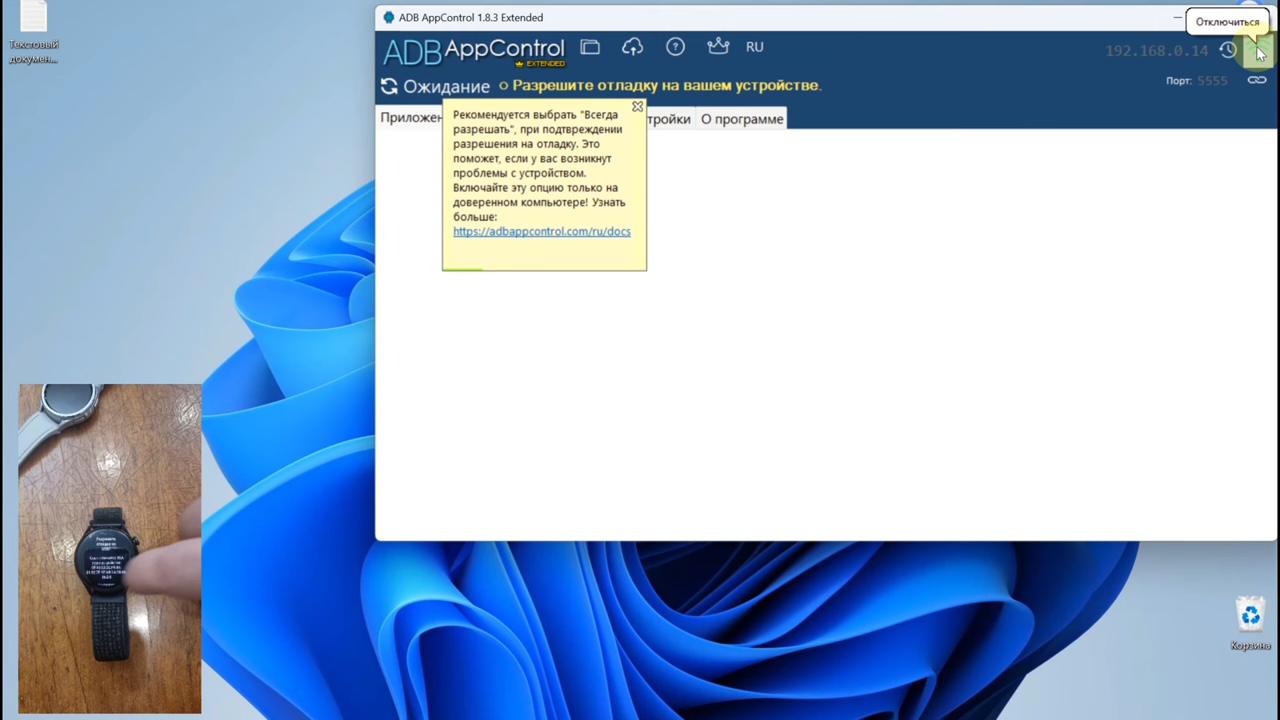 Текстовый
докумен...
ADB AppControl 1.8.3 Extended
Отключиться
ADB AppControl
EXTENDED
RU
192.168.0.14
Ожидание
Разрешите отладку на вашем устройстве.
Порт: 5555
Приложен
тройки
О программе
Рекомендуется выбрать "Всегда
разрешать", при подтвреждении
разрешения на отладку. Это
поможет, если у вас возникнут
проблемы с устройством.
Включайте эту опцию только на
доверенном компьютере! Узнать
больше:
https://adbappcontrol.com/ru/docs
Корзина